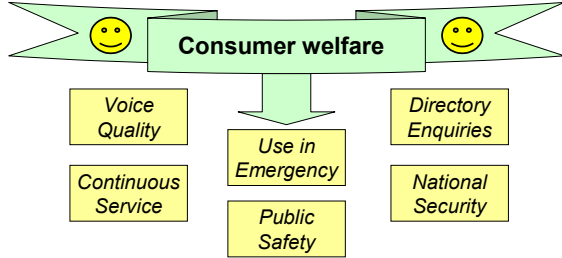 Consumer welfare
Voice
Quality
Directory
Enquiries
Use in
Emergency
Continuous
Service
National
Security
Public
Safety